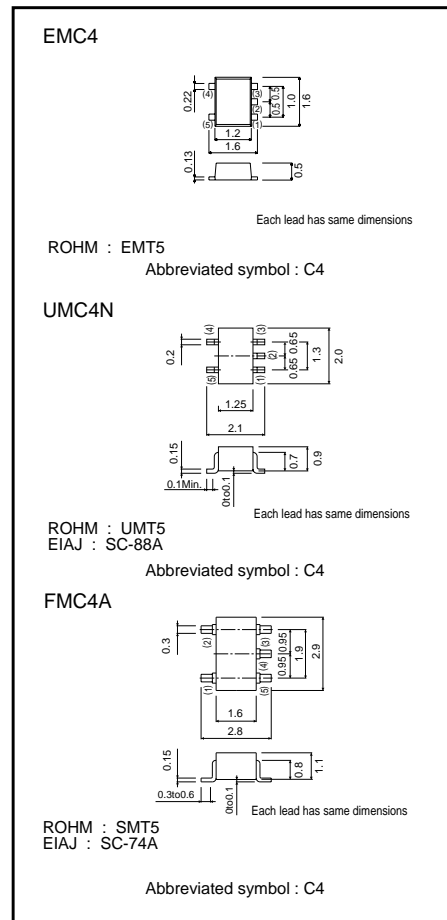 EMC4
0.22
(4)
(3)
(2)
(5)
(1)
0.5
0.5
1.0
1.6
1.2
1.6
0.13
0.5
Each lead has same dimensions
ROHM : EMT5
Abbreviated symbol : C4
UMC4N
0.2
(4)
(3)
(2)
(5)
(1)
0.65
0.65
1.3
2.0
1.25
2.1
0.15
0.1Min.
0to0.1
0.7
0.9
Each lead has same dimensions
ROHM : UMT5
EIAJ : SC-88A
Abbreviated symbol : C4
FMC4A
0.3
(2)
(3)
(4)
(1)
(5)
0.95
0.95
1.9
2.9
1.6
2.8
0.15
0.3to0.6
0to0.1
0.8
1.1
Each lead has same dimensions
ROHM : SMT5
EIAJ : SC-74A
Abbreviated symbol : C4